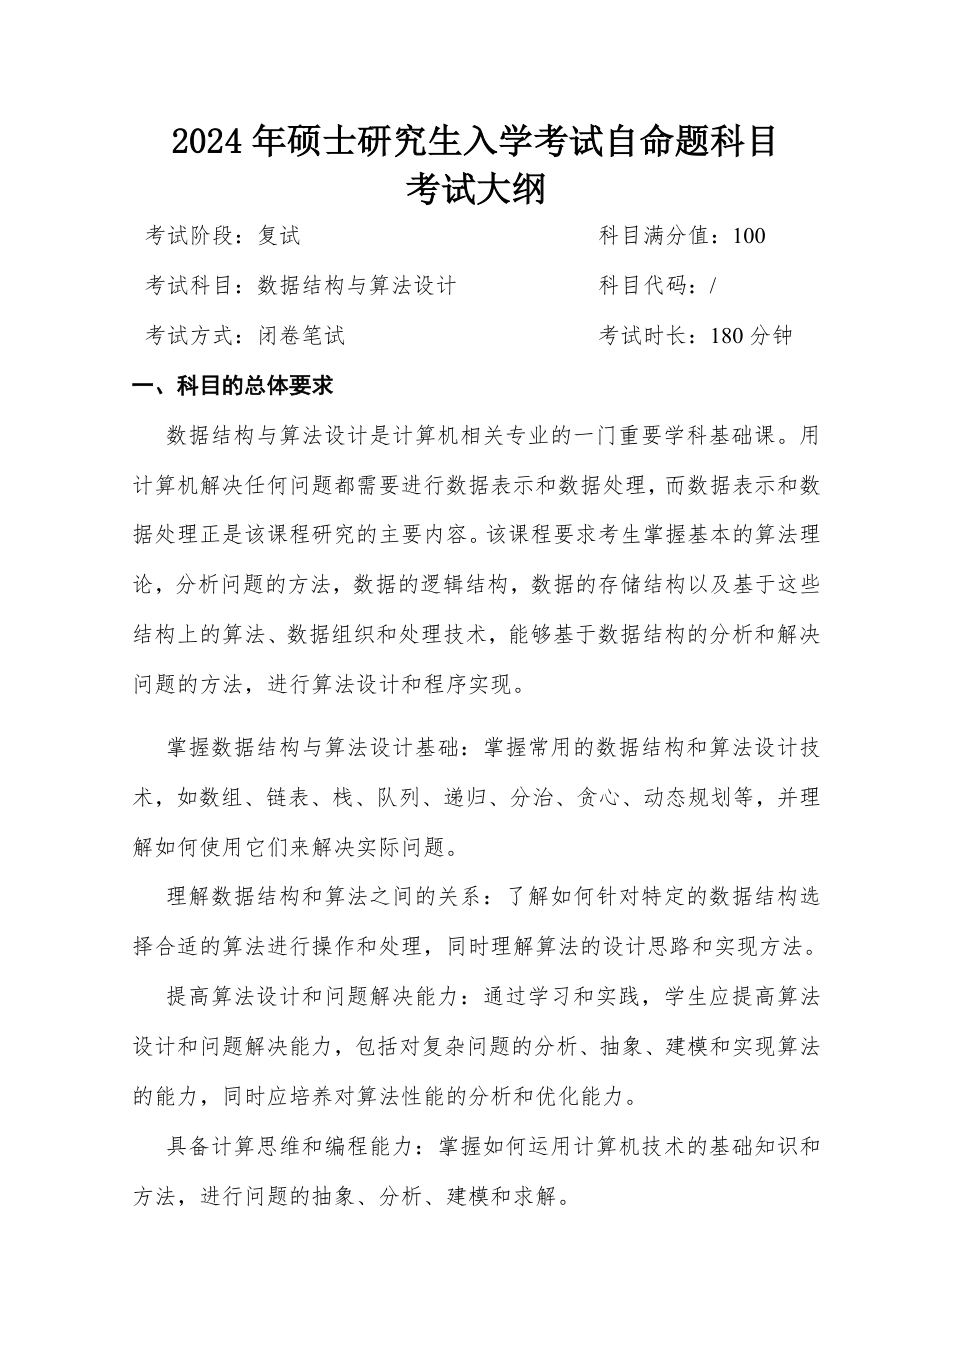 2024 年硕士研究生入学考试自命题科目
考试大纲
考试阶段：复试 科目满分值：100
考试科目：数据结构与算法设计 科目代码：/
考试方式：闭卷笔试 考试时长：180 分钟
一、科目的总体要求
数据结构与算法设计是计算机相关专业的一门重要学科基础课。用
计算机解决任何问题都需要进行数据表示和数据处理，而数据表示和数
据处理正是该课程研究的主要内容。该课程要求考生掌握基本的算法理
论，分析问题的方法，数据的逻辑结构，数据的存储结构以及基于这些
结构上的算法、数据组织和处理技术，能够基于数据结构的分析和解决
问题的方法，进行算法设计和程序实现。
掌握数据结构与算法设计基础：掌握常用的数据结构和算法设计技
术，如数组、链表、栈、队列、递归、分治、贪心、动态规划等，并理
解如何使用它们来解决实际问题。
理解数据结构和算法之间的关系：了解如何针对特定的数据结构选
择合适的算法进行操作和处理，同时理解算法的设计思路和实现方法。
提高算法设计和问题解决能力：通过学习和实践，学生应提高算法
设计和问题解决能力，包括对复杂问题的分析、抽象、建模和实现算法
的能力，同时应培养对算法性能的分析和优化能力。
具备计算思维和编程能力：掌握如何运用计算机技术的基础知识和
方法，进行问题的抽象、分析、建模和求解。